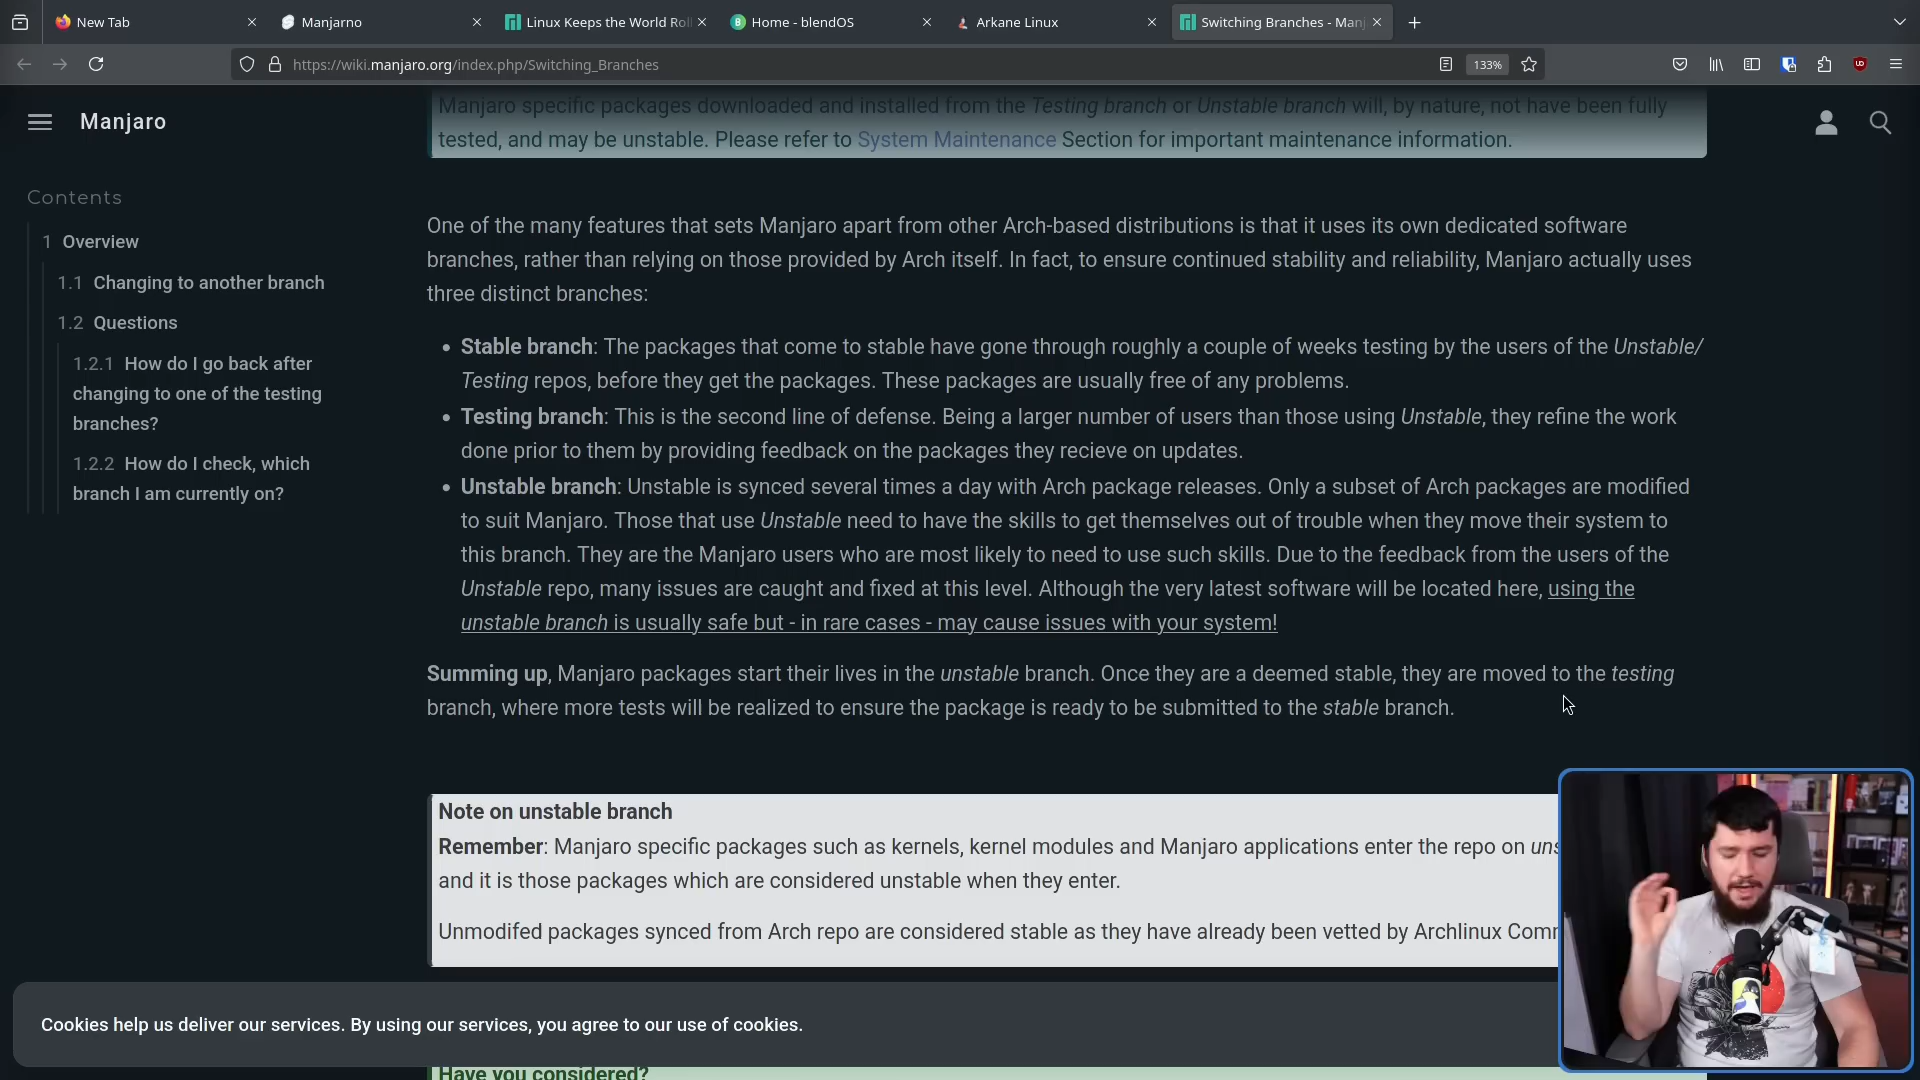 New Tab
Manjarno
Linux Keeps the World Rol
Home - blendOS
Arkane Linux
Switching Branches - Manj
https://wiki.manjaro.org/index.php/Switching_Branches
133%
Manjaro
Contents
1 Overview
1.1 Changing to another branch
1.2 Questions
1.2.1 How do I go back after
changing to one of the testing
branches?
1.2.2 How do I check, which
branch I am currently on?
Manjaro specific packages downloaded and installed from the Testing branch or Unstable branch will, by nature, not have been fully
tested, and may be unstable. Please refer to System Maintenance Section for important maintenance information.
One of the many features that sets Manjaro apart from other Arch-based distributions is that it uses its own dedicated software
branches, rather than relying on those provided by Arch itself. In fact, to ensure continued stability and reliability, Manjaro actually uses
three distinct branches:
• Stable branch: The packages that come to stable have gone through roughly a couple of weeks testing by the users of the Unstable/
Testing repos, before they get the packages. These packages are usually free of any problems.
• Testing branch: This is the second line of defense. Being a larger number of users than those using Unstable, they refine the work
done prior to them by providing feedback on the packages they recieve on updates.
• Unstable branch: Unstable is synced several times a day with Arch package releases. Only a subset of Arch packages are modified
to suit Manjaro. Those that use Unstable need to have the skills to get themselves out of trouble when they move their system to
this branch. They are the Manjaro users who are most likely to need to use such skills. Due to the feedback from the users of the
Unstable repo, many issues are caught and fixed at this level. Although the very latest software will be located here, using the
unstable branch is usually safe but - in rare cases - may cause issues with your system!
Summing up, Manjaro packages start their lives in the unstable branch. Once they are a deemed stable, they are moved to the testing
branch, where more tests will be realized to ensure the package is ready to be submitted to the stable branch.
Note on unstable branch
Remember: Manjaro specific packages such as kernels, kernel modules and Manjaro applications enter the repo on uns
and it is those packages which are considered unstable when they enter.
Unmodifed packages synced from Arch repo are considered stable as they have already been vetted by Archlinux Com
Cookies help us deliver our services. By using our services, you agree to our use of cookies.
Have you considered?